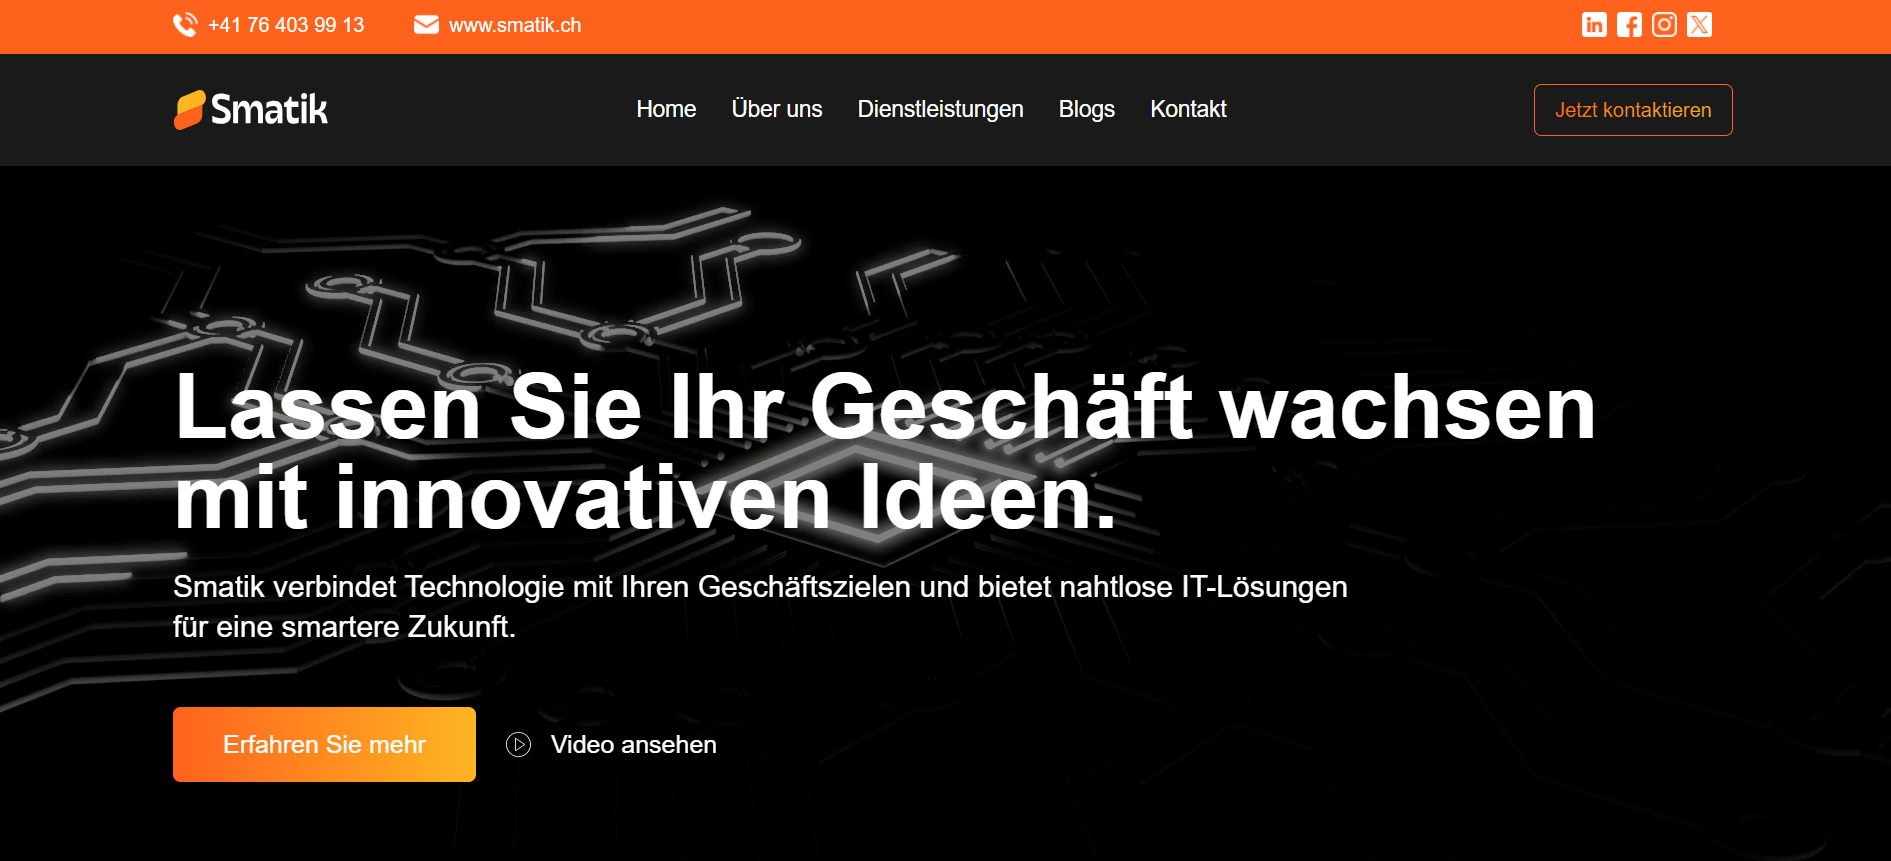 +41 76 403 99 13
www.smatik.ch
Smatik
Home
Über uns
Dienstleistungen
Blogs
Kontakt
Jetzt kontaktieren
Lassen Sie Ihr Geschäft wachsen
mit innovativen Ideen.
Smatik verbindet Technologie mit Ihren Geschäftszielen und bietet nahtlose IT-Lösungen
für eine smartere Zukunft.
Erfahren Sie mehr
Video ansehen